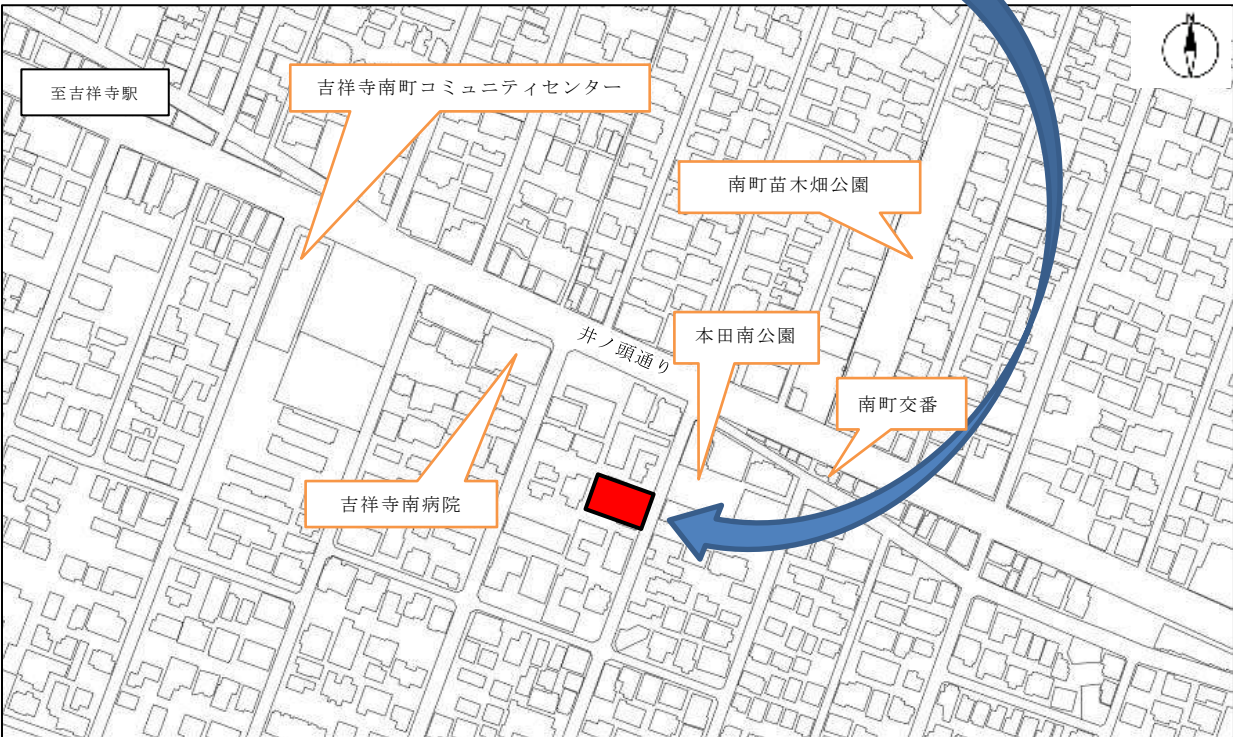 N
至吉祥寺駅
吉祥寺南町コミュニティセンター
南町苗木畑公園
井ノ頭通り
本田南公園
南町交番
吉祥寺南病院